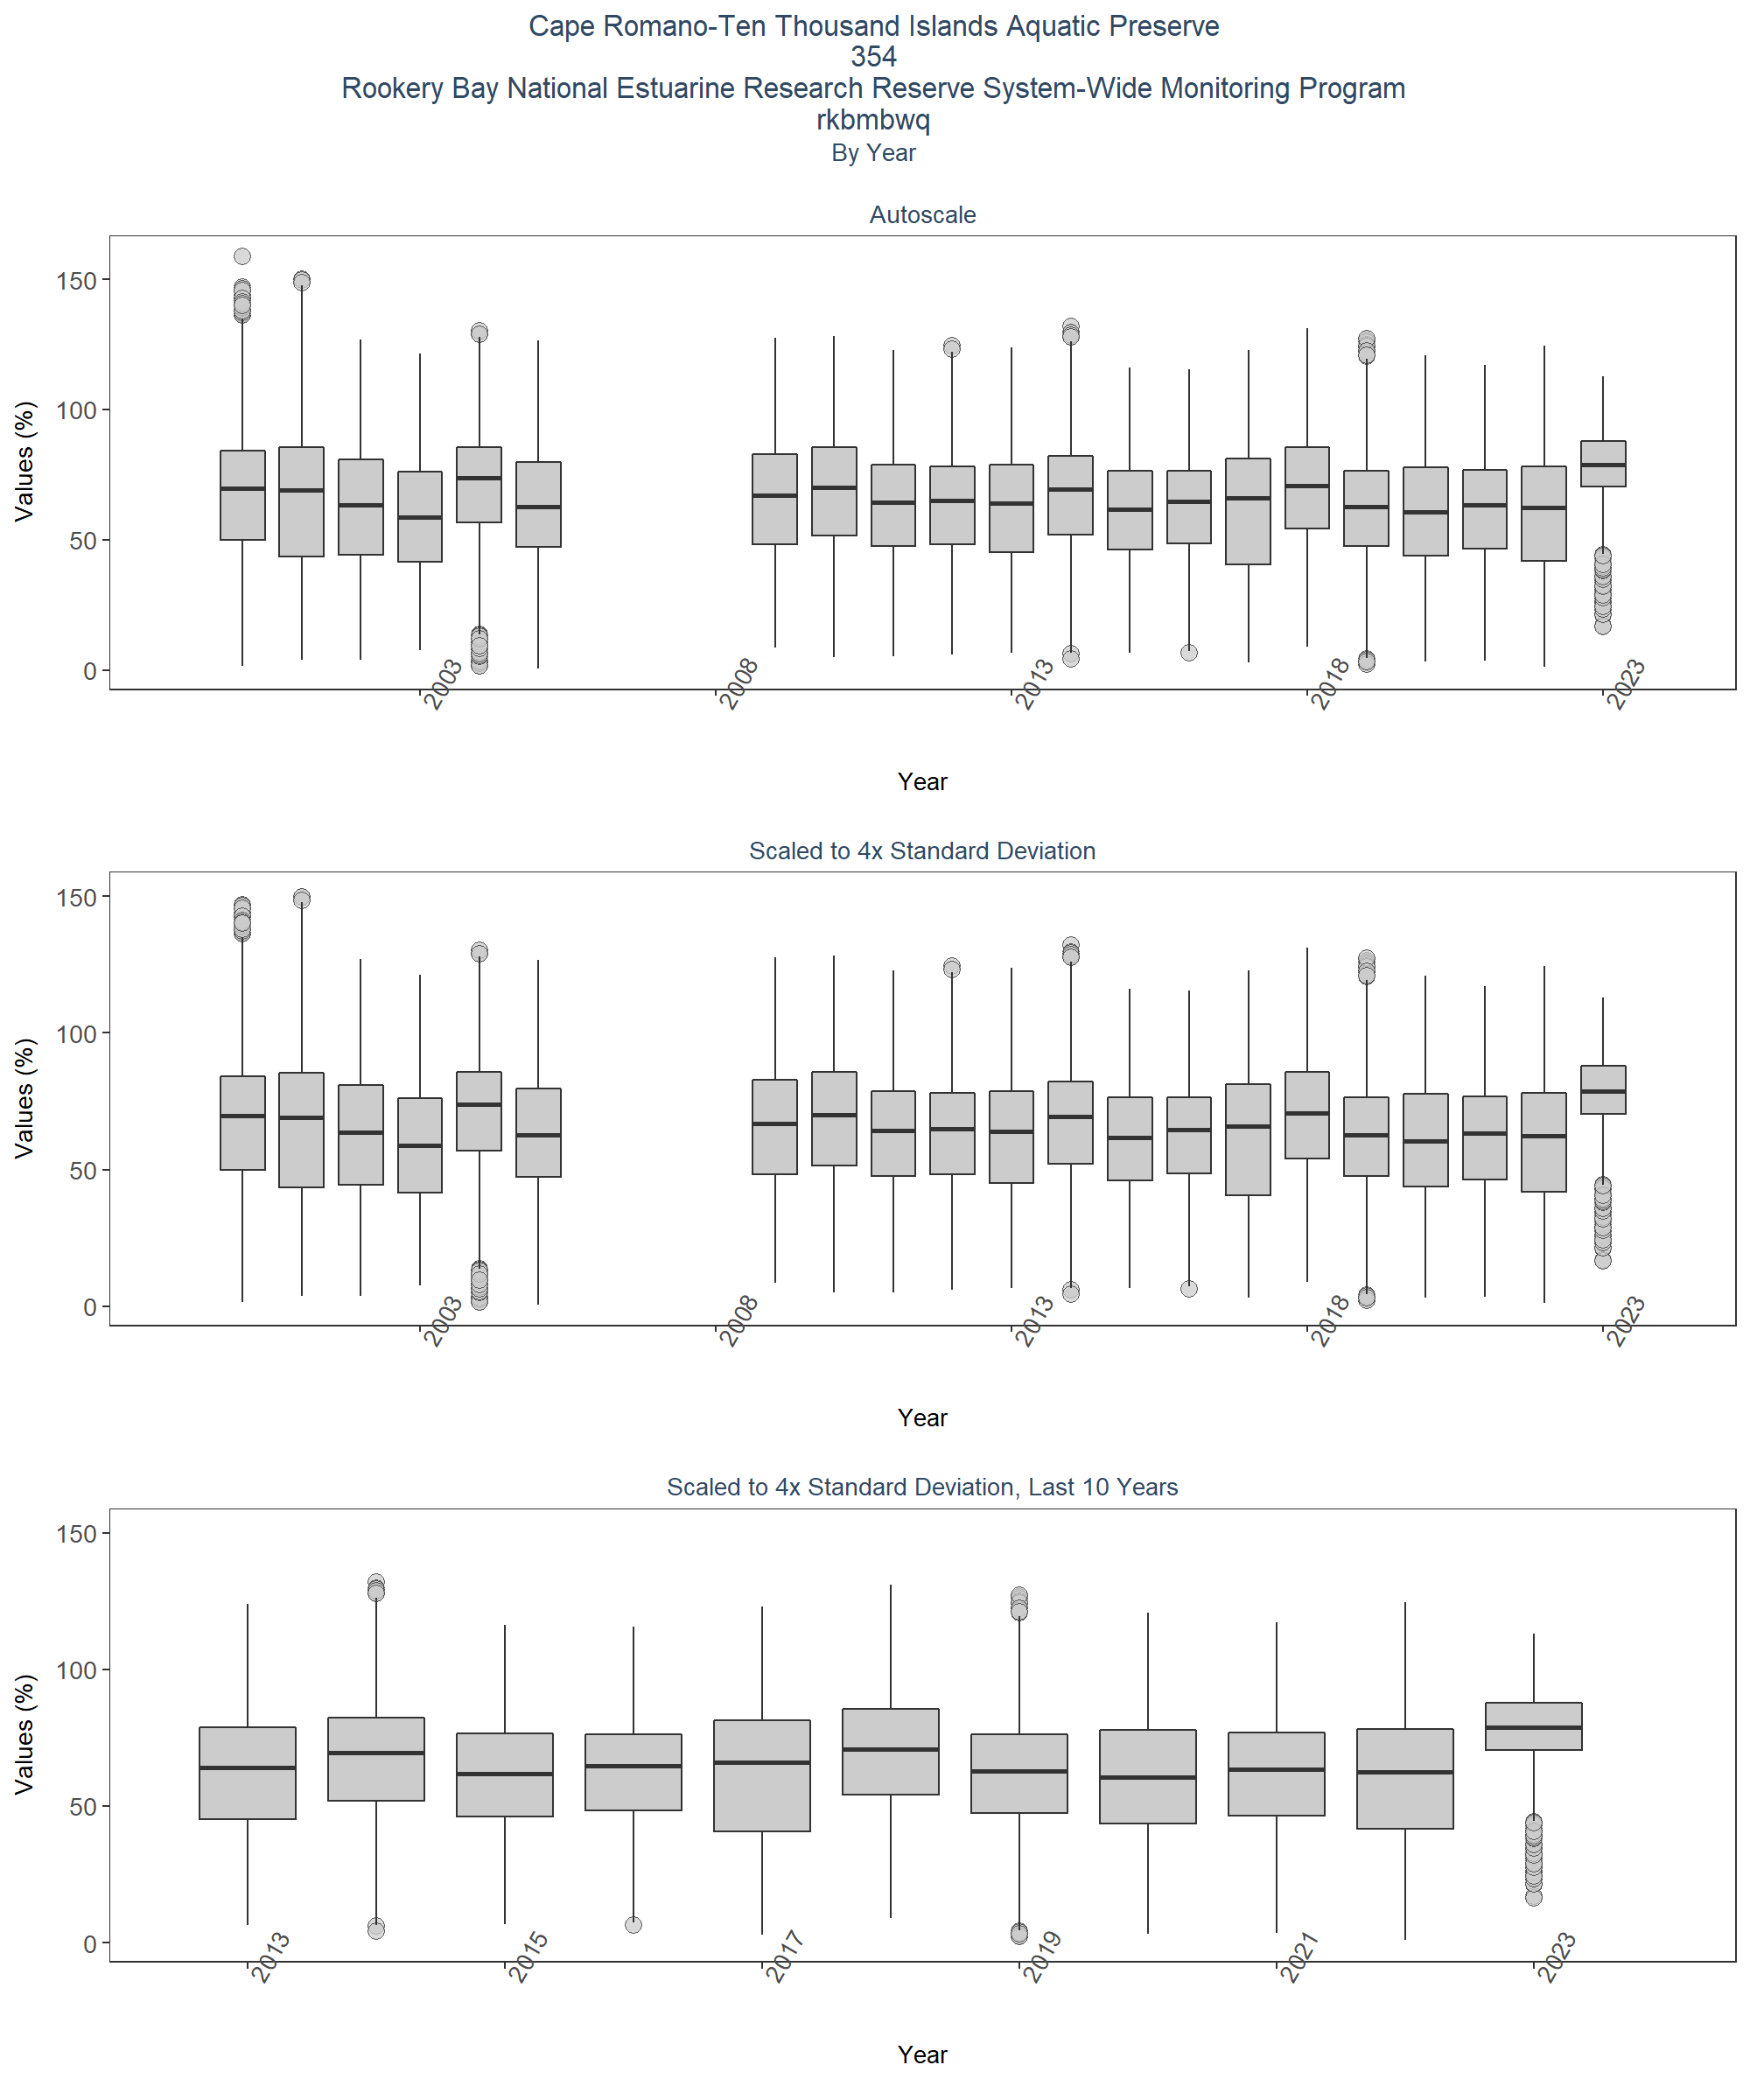 Cape Romano-Ten Thousand Islands Aquatic Preserve
354
Rookery Bay National Estuarine Research Reserve System-Wide Monitoring Program
rkbmbwq
By Year
Autoscale
Values (%)
150
100
50
0
2003 2008 2013 2018 2023
Year
Scaled to 4x Standard Deviation
Values (%)
150
100
50
0
2003 2008 2013 2018 2023
Year
Scaled to 4x Standard Deviation, Last 10 Years
Values (%)
150
100
50
0
2013 2015 2017 2019 2021 2023
Year